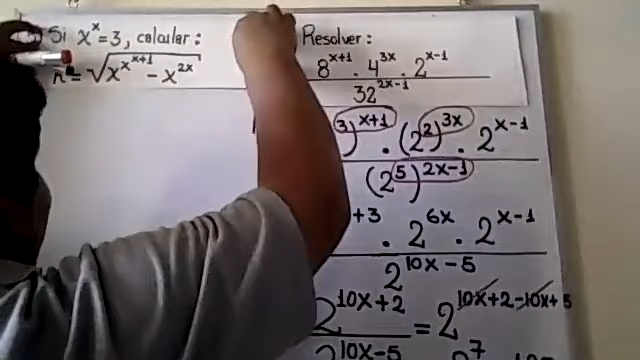 Si x^x = 3, calcular:
= √(x^(x^(x+1)) - x^(2x))
Resolver:
8^(x+1) · 4^(3x) · 2^(x-1)
32^(2x-1)
3)^(x+1) · (2^2)^(3x) · 2^(x-1)
(2^5)^(2x-1)
+3 · 2^(6x) · 2^(x-1)
2^(10x-5)
2^(10x+2) = 2^(10x+2-10x+5)
2^(10x-5)